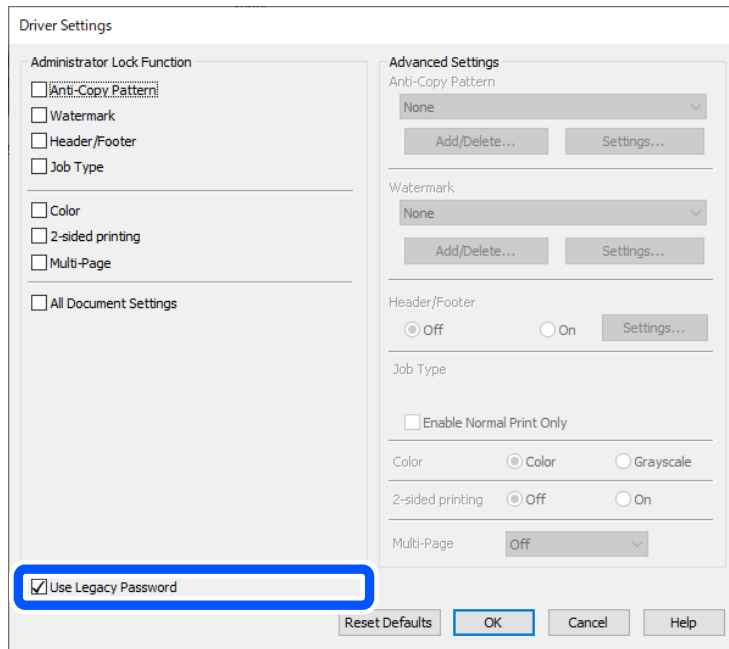 Driver Settings
Administrator Lock Function
Anti-Copy Pattern
Watermark
Header/Footer
Job Type
Color
2-sided printing
Multi-Page
All Document Settings
Use Legacy Password
Advanced Settings
Anti-Copy Pattern
None
Add/Delete... Settings...
Watermark
None
Add/Delete... Settings...
Header/Footer
Off On Settings...
Job Type
Enable Normal Print Only
Color Color Grayscale
2-sided printing Off On
Multi-Page Off
Reset Defaults OK Cancel Help